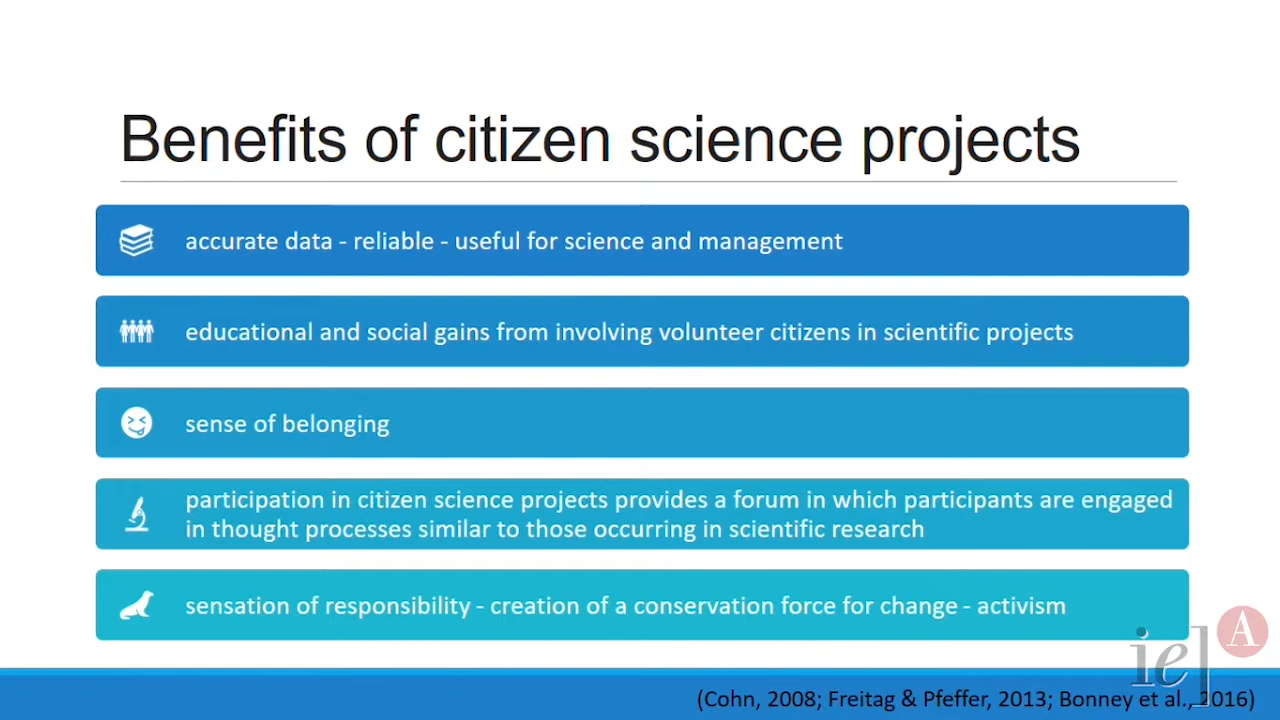 Benefits of citizen science projects
accurate data - reliable - useful for science and management
educational and social gains from involving volunteer citizens in scientific projects
sense of belonging
participation in citizen science projects provides a forum in which participants are engaged
in thought processes similar to those occurring in scientific research
sensation of responsibility - creation of a conservation force for change - activism
ie] A
(Cohn, 2008; Freitag & Pfeffer, 2013; Bonney et al., 2016)